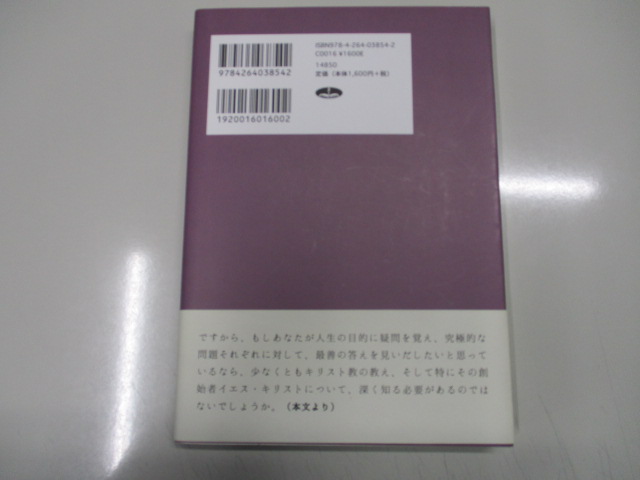 ISBN978-4-264-03854-2
C0016 ¥1600E
9784264038542
14850
定価（本体1,600円+税）
1920016016002
ですから、もしあなたが人生の目的に疑問を覚え、究極的な
問題それぞれに対して、最善の答えを見いだしたいと思って
いるなら、少なくともキリスト教の教え、そして特にその創
始者イエス・キリストについて、深く知る必要があるのでは
ないでしょうか。（本文より）